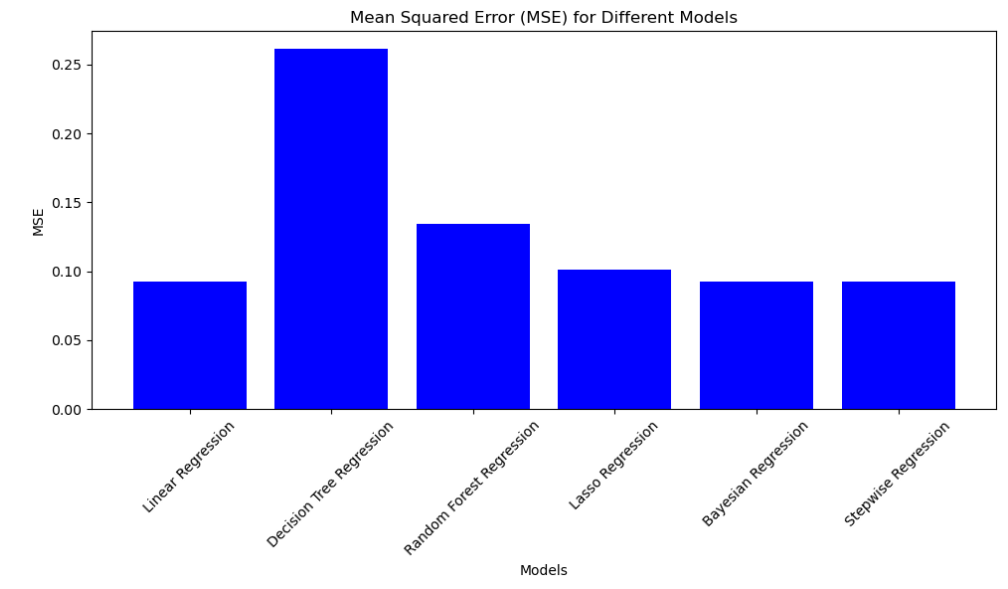 Mean Squared Error (MSE) for Different Models
MSE
0.25
0.20
0.15
0.10
0.05
0.00
Linear Regression
Decision Tree Regression
Random Forest Regression
Lasso Regression
Bayesian Regression
Stepwise Regression
Models